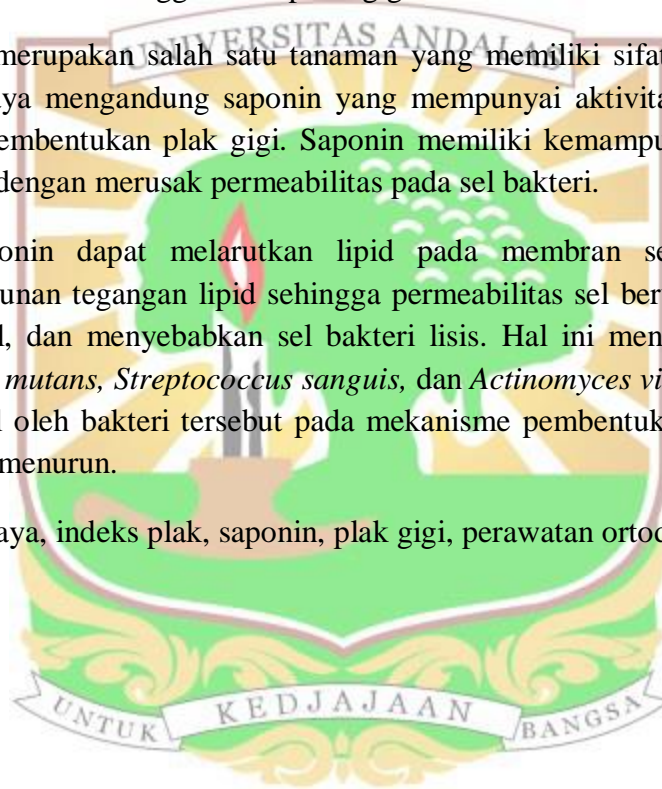 UNIVERSITAS ANDALAS
merupakan salah satu tanaman yang memiliki sifat
aya mengandung saponin yang mempunyai aktivita
embentukan plak gigi. Saponin memiliki kemampu
dengan merusak permeabilitas pada sel bakteri.
onin dapat melarutkan lipid pada membran se
unan tegangan lipid sehingga permeabilitas sel ber
l, dan menyebabkan sel bakteri lisis. Hal ini men
mutans, Streptococcus sanguis, dan Actinomyces vi
l oleh bakteri tersebut pada mekanisme pembentuk
menurun.
aya, indeks plak, saponin, plak gigi, perawatan ortod
UNTUK KEDJAJAAN BANGSA